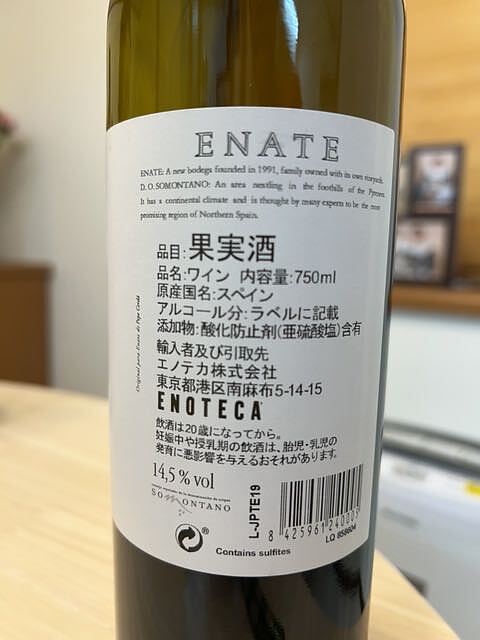 ENATE
ENATE: A new bodega founded in 1991, family owned with its own vineyards.
D. O. SOMONTANO: An area nestling in the foothills of the Pyrenees.
It has a continental climate and is thought by many experts to be the most
promising region of Northern Spain.
品目:果実酒
品名:ワイン 内容量:750ml
原産国名:スペイン
アルコール分:ラベルに記載
添加物:酸化防止剤(亜硫酸塩)含有
輸入者及び引取先
エノテカ株式会社
東京都港区南麻布5-14-15
ENOTECA
飲酒は20歳になってから。
妊娠中や授乳期の飲酒は、胎児・乳児の
発育に悪影響を与えるおそれがあります。
14,5% vol
SOMONTANO
L-JPTE19
8 425961 240003
LQ 856604
Contains sulfites